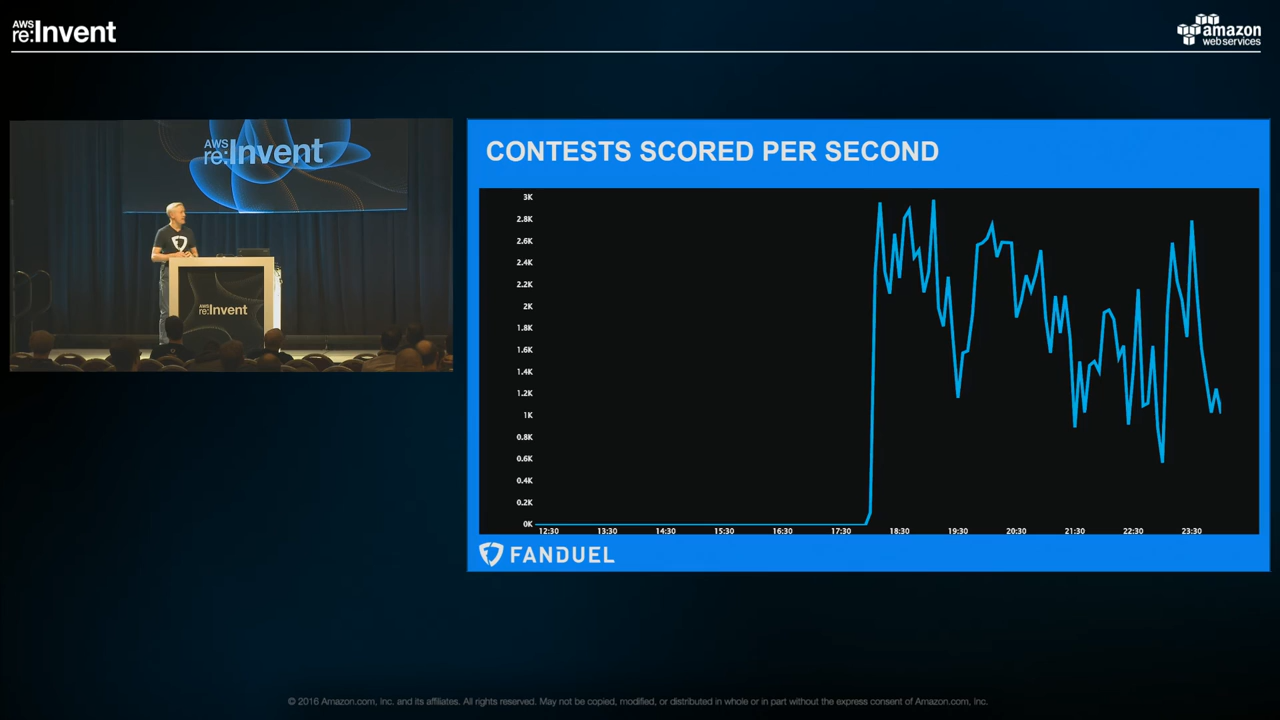 AWS
re:Invent
amazon
web services
AWS
re:Invent
AWS
re:Invent
CONTESTS SCORED PER SECOND
3K
2.8K
2.6K
2.4K
2.2K
2K
1.8K
1.6K
1.4K
1.2K
1K
0.8K
0.6K
0.4K
0.2K
0K
12:30 13:30 14:30 15:30 16:30 17:30 18:30 19:30 20:30 21:30 22:30 23:30
FANDUEL
© 2016 Amazon.com, Inc. and its affiliates. All rights reserved. May not be copied, modified, or distributed in whole or in part without the express consent of Amazon.com, Inc.